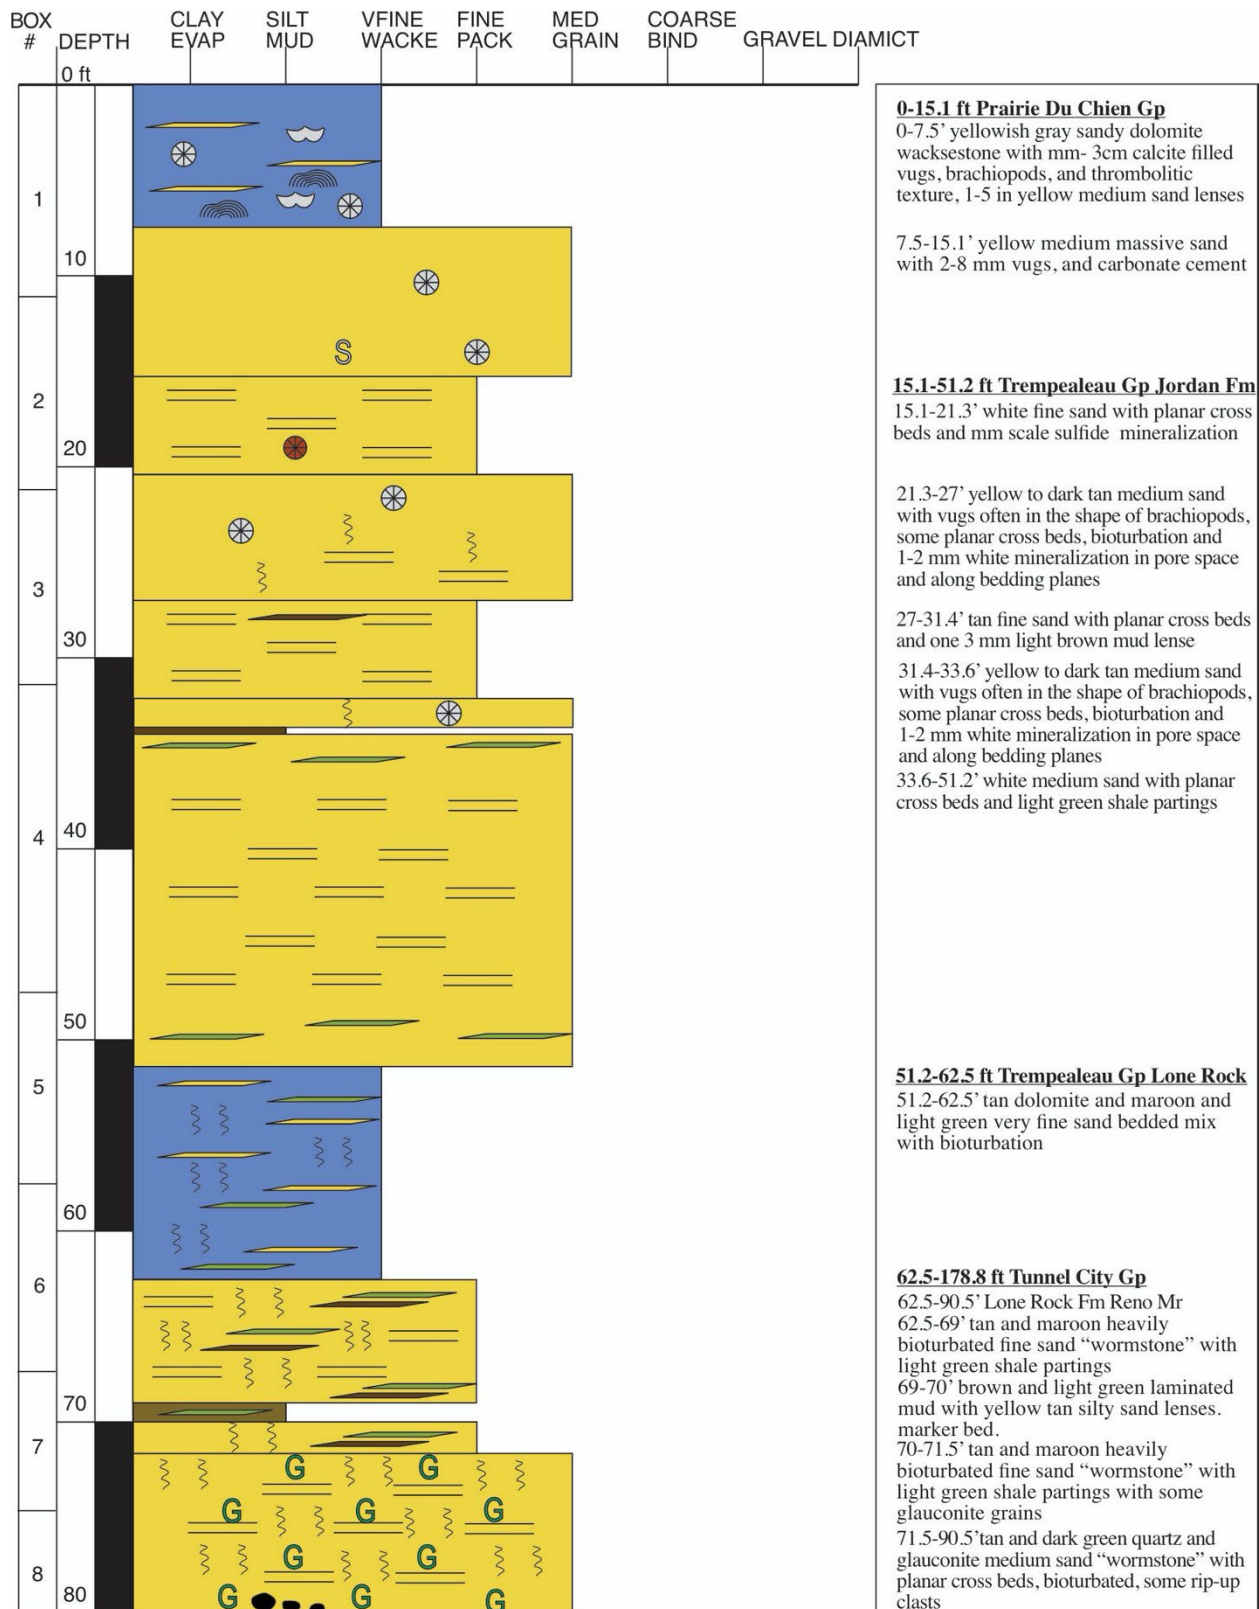 BOX
#
DEPTH
CLAY
EVAP
SILT
MUD
VFINE
WACKE
FINE
PACK
MED
GRAIN
COARSE
BIND
GRAVEL DIAMICT
0 ft
1
10
2
S
20
3
30
4
40
50
5
60
6
70
7
G G
G G G
8
G G
80
G G
0-15.1 ft Prairie Du Chien Gp
0-7.5’ yellowish gray sandy dolomite
wacksestone with mm- 3cm calcite filled
vugs, brachiopods, and thrombolitic
texture, 1-5 in yellow medium sand lenses
7.5-15.1’ yellow medium massive sand
with 2-8 mm vugs, and carbonate cement
15.1-51.2 ft Trempealeau Gp Jordan Fm
15.1-21.3’ white fine sand with planar cross
beds and mm scale sulfide mineralization
21.3-27’ yellow to dark tan medium sand
with vugs often in the shape of brachiopods,
some planar cross beds, bioturbation and
1-2 mm white mineralization in pore space
and along bedding planes
27-31.4’ tan fine sand with planar cross beds
and one 3 mm light brown mud lense
31.4-33.6’ yellow to dark tan medium sand
with vugs often in the shape of brachiopods,
some planar cross beds, bioturbation and
1-2 mm white mineralization in pore space
and along bedding planes
33.6-51.2’ white medium sand with planar
cross beds and light green shale partings
51.2-62.5 ft Trempealeau Gp Lone Rock
51.2-62.5’ tan dolomite and maroon and
light green very fine sand bedded mix
with bioturbation
62.5-178.8 ft Tunnel City Gp
62.5-90.5’ Lone Rock Fm Reno Mr
62.5-69’ tan and maroon heavily
bioturbated fine sand “wormstone” with
light green shale partings
69-70’ brown and light green laminated
mud with yellow tan silty sand lenses.
marker bed.
70-71.5’ tan and maroon heavily
bioturbated fine sand “wormstone” with
light green shale partings with some
glauconite grains
71.5-90.5’tan and dark green quartz and
glauconite medium sand “wormstone” with
planar cross beds, bioturbated, some rip-up
clasts